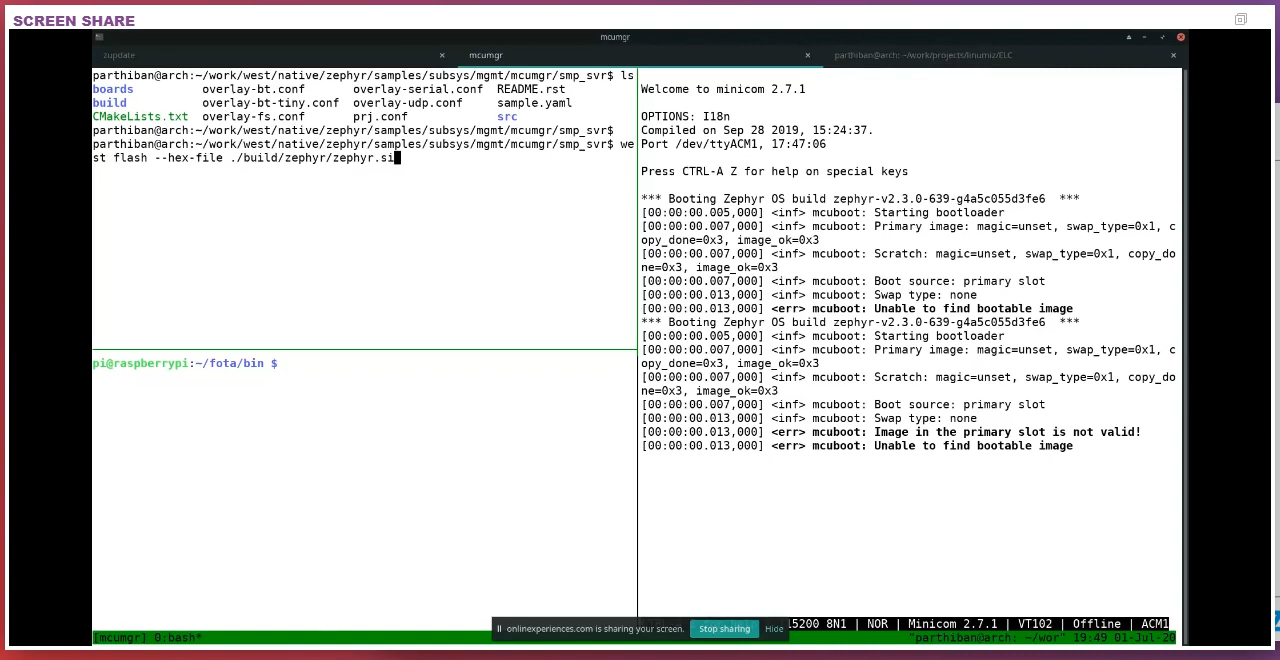 SCREEN SHARE
mcumgr
zupdate
mcumgr
parthiban@arch: ~/work/projects/linumiz/ELC
parthiban@arch:~/work/west/native/zephyr/samples/subsys/mgmt/mcumgr/smp_svr$ ls
boards overlay-bt.conf overlay-serial.conf README.rst
build overlay-bt-tiny.conf overlay-udp.conf sample.yaml
CMakeLists.txt overlay-fs.conf prj.conf src
parthiban@arch:~/work/west/native/zephyr/samples/subsys/mgmt/mcumgr/smp_svr$
parthiban@arch:~/work/west/native/zephyr/samples/subsys/mgmt/mcumgr/smp_svr$ we
st flash --hex-file ./build/zephyr/zephyr.si
pi@raspberrypi:~/fota/bin $
Welcome to minicom 2.7.1
OPTIONS: I18n
Compiled on Sep 28 2019, 15:24:37.
Port /dev/ttyACM1, 17:47:06
Press CTRL-A Z for help on special keys
*** Booting Zephyr OS build zephyr-v2.3.0-639-g4a5c055d3fe6 ***
[00:00:00.005,000] <inf> mcuboot: Starting bootloader
[00:00:00.007,000] <inf> mcuboot: Primary image: magic=unset, swap_type=0x1, c
opy_done=0x3, image_ok=0x3
[00:00:00.007,000] <inf> mcuboot: Scratch: magic=unset, swap_type=0x1, copy_do
ne=0x3, image_ok=0x3
[00:00:00.007,000] <inf> mcuboot: Boot source: primary slot
[00:00:00.013,000] <inf> mcuboot: Swap type: none
[00:00:00.013,000] <err> mcuboot: Unable to find bootable image
*** Booting Zephyr OS build zephyr-v2.3.0-639-g4a5c055d3fe6 ***
[00:00:00.005,000] <inf> mcuboot: Starting bootloader
[00:00:00.007,000] <inf> mcuboot: Primary image: magic=unset, swap_type=0x1, c
opy_done=0x3, image_ok=0x3
[00:00:00.007,000] <inf> mcuboot: Scratch: magic=unset, swap_type=0x1, copy_do
ne=0x3, image_ok=0x3
[00:00:00.007,000] <inf> mcuboot: Boot source: primary slot
[00:00:00.013,000] <inf> mcuboot: Swap type: none
[00:00:00.013,000] <err> mcuboot: Image in the primary slot is not valid!
[00:00:00.013,000] <err> mcuboot: Unable to find bootable image
15200 8N1 | NOR | Minicom 2.7.1 | VT102 | Offline | ACM1
onlinexperiences.com is sharing your screen. Stop sharing Hide
[mcumgr] 0:bash* "parthiban@arch: ~/wor" 19:49 01-Jul-20